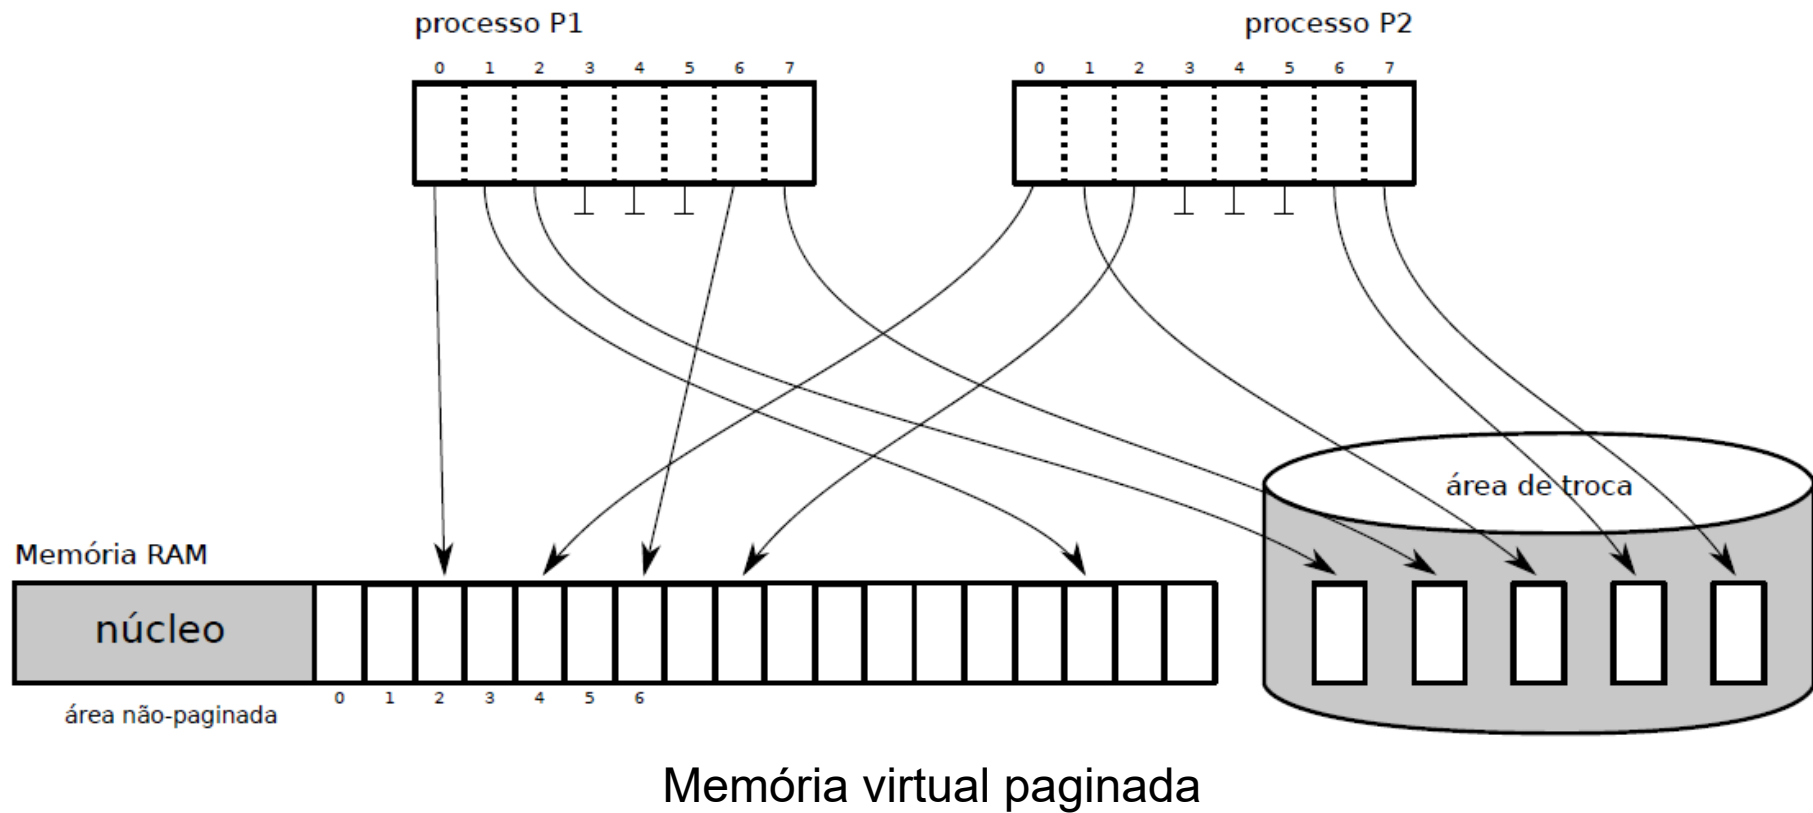 processo P1
processo P2
0 1 2 3 4 5 6 7
0 1 2 3 4 5 6 7
área de troca
Memória RAM
núcleo
0 1 2 3 4 5 6
área não-paginada
Memória virtual paginada